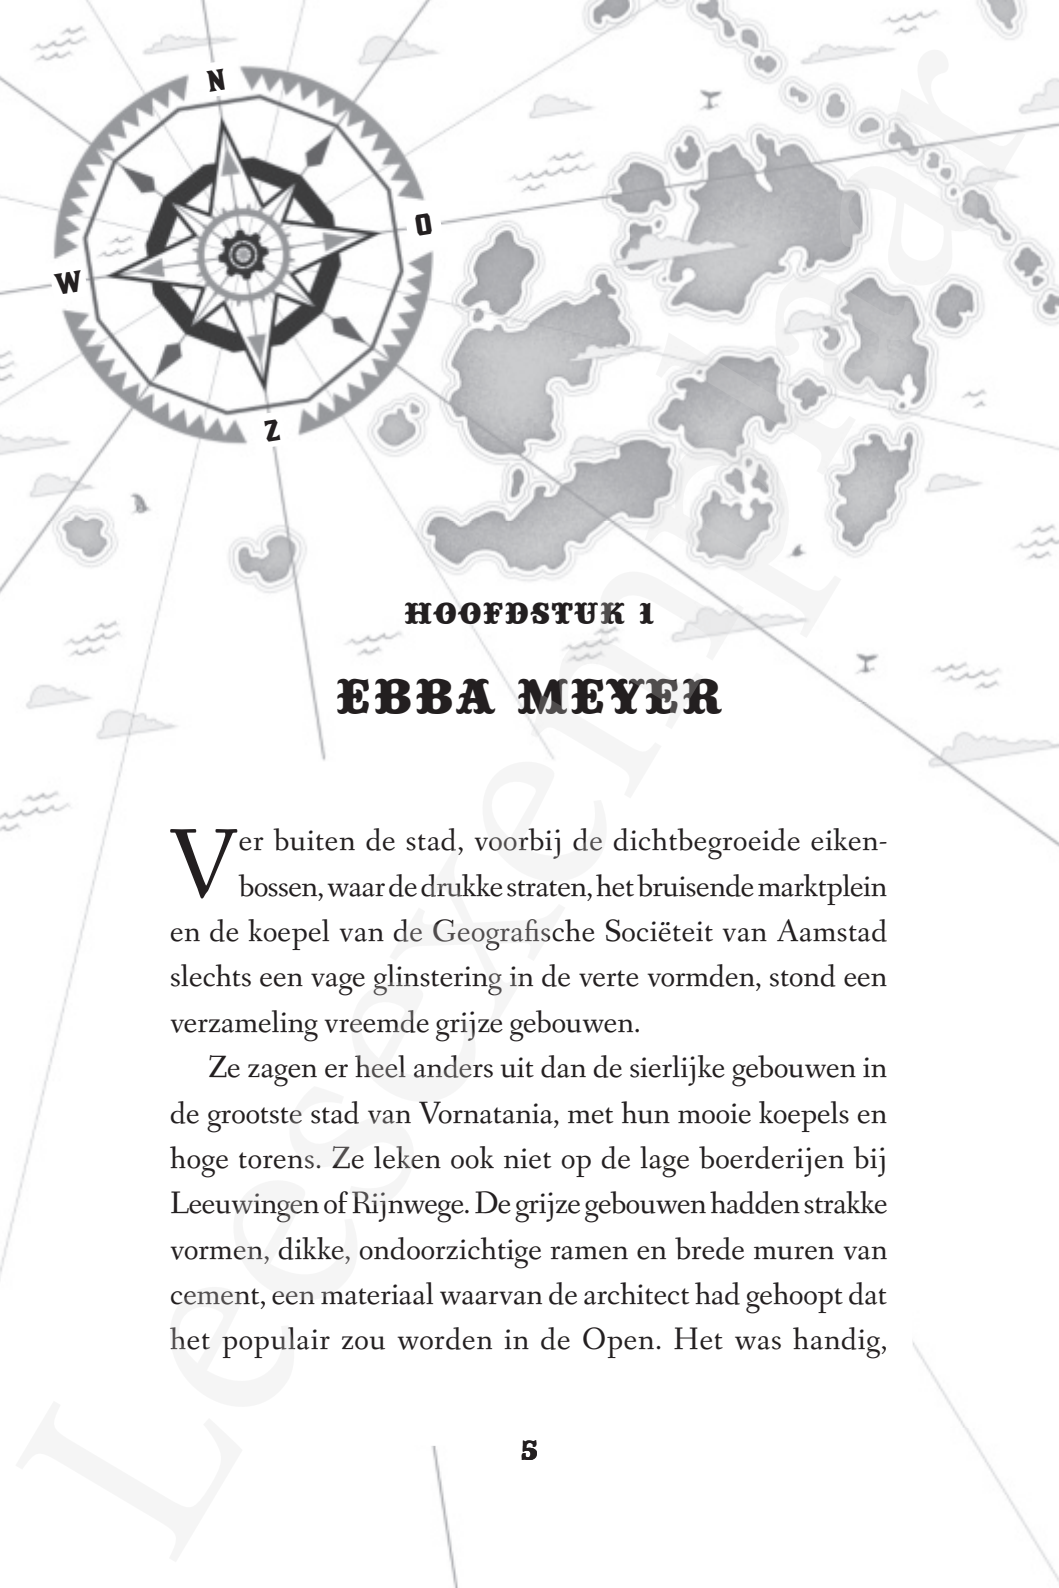 N
O
W
Z
HOOFDSTUK 1
EBBA MEYER
Ver buiten de stad, voorbij de dichtbegroeide eiken-
bossen, waar de drukke straten, het bruisende marktplein
en de koepel van de Geografische Sociëteit van Aamstad
slechts een vage glinstering in de verte vormden, stond een
verzameling vreemde grijze gebouwen.
Ze zagen er heel anders uit dan de sierlijke gebouwen in
de grootste stad van Vornatania, met hun mooie koepels en
hoge torens. Ze leken ook niet op de lage boerderijen bij
Leeuwingen of Rijnwege. De grijze gebouwen hadden strakke
vormen, dikke, ondoorzichtige ramen en brede muren van
cement, een materiaal waarvan de architect had gehoopt dat
het populair zou worden in de Open. Het was handig,
5
Leesexemplaar